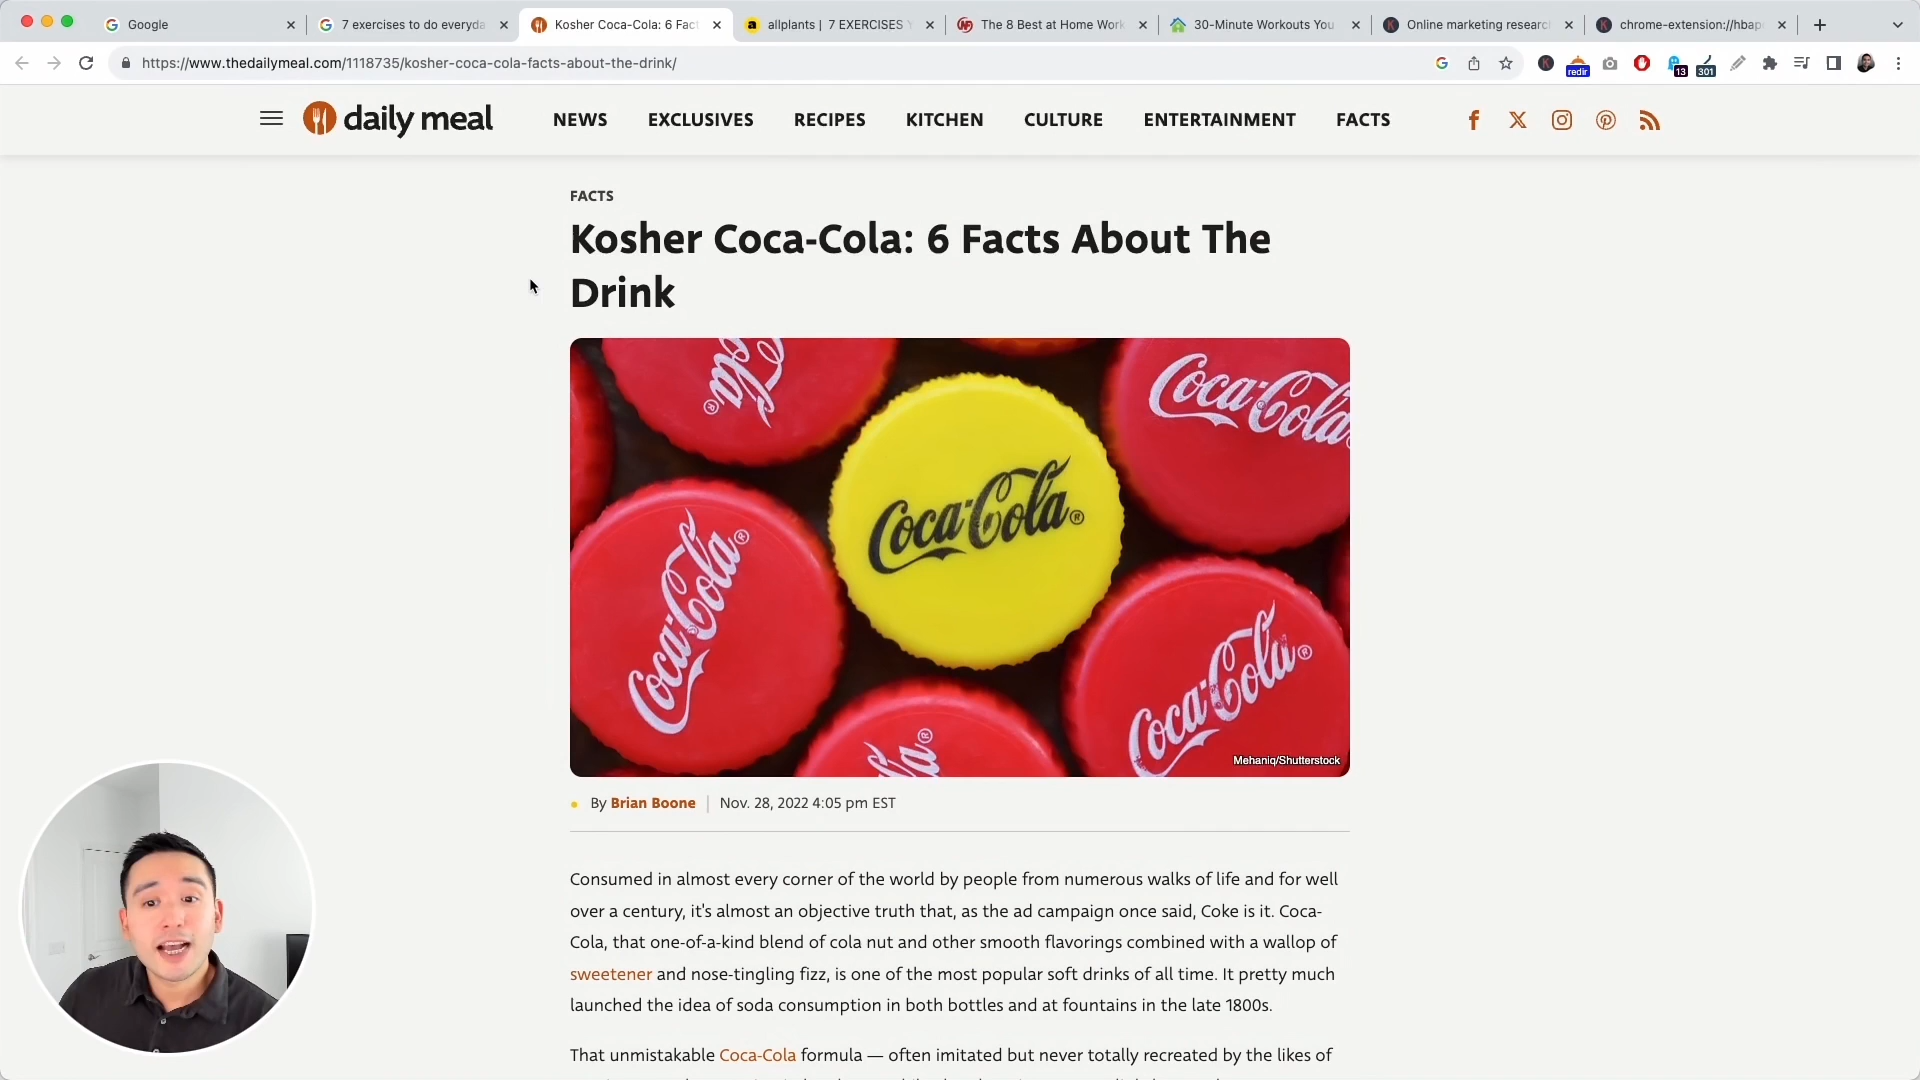 Google
7 exercises to do everyda
Kosher Coca-Cola: 6 Fact
allplants | 7 EXERCISES Y
The 8 Best at Home Work
30-Minute Workouts You
Online marketing research
chrome-extension://hbap
https://www.thedailymeal.com/1118735/kosher-coca-cola-facts-about-the-drink/
redir
13
301
daily meal
NEWS
EXCLUSIVES
RECIPES
KITCHEN
CULTURE
ENTERTAINMENT
FACTS
FACTS
Kosher Coca-Cola: 6 Facts About The
Drink
Cola®
Coca-Cola
Coca-Cola®
Coca-Cola®
Coca-Cola®
Mehaniq/Shutterstock
By Brian Boone | Nov. 28, 2022 4:05 pm EST
Consumed in almost every corner of the world by people from numerous walks of life and for well
over a century, it's almost an objective truth that, as the ad campaign once said, Coke is it. Coca-
Cola, that one-of-a-kind blend of cola nut and other smooth flavorings combined with a wallop of
sweetener and nose-tingling fizz, is one of the most popular soft drinks of all time. It pretty much
launched the idea of soda consumption in both bottles and at fountains in the late 1800s.
That unmistakable Coca-Cola formula — often imitated but never totally recreated by the likes of